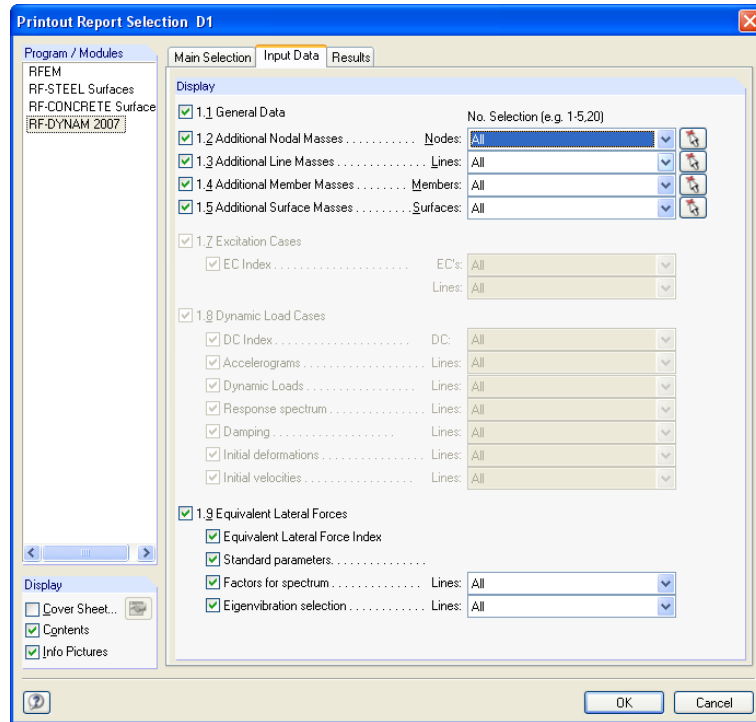 Printout Report Selection D1
Program / Modules
RFEM
RF-STEEL Surfaces
RF-CONCRETE Surface
RF-DYNAM 2007
Display
Cover Sheet...
Contents
Info Pictures
Main Selection Input Data Results
Display
1.1 General Data No. Selection (e.g. 1-5,20)
1.2 Additional Nodal Masses . . . . . . . . . . . Nodes: All
1.3 Additional Line Masses . . . . . . . . . . . . . Lines: All
1.4 Additional Member Masses . . . . . . . . Members: All
1.5 Additional Surface Masses . . . . . . . . . Surfaces: All
1.7 Excitation Cases
EC Index . . . . . . . . . . . . . . . . . . . . . EC's: All
Lines: All
1.8 Dynamic Load Cases
DC Index . . . . . . . . . . . . . . . . . . . . . DC: All
Accelerograms . . . . . . . . . . . . . . . . . Lines: All
Dynamic Loads . . . . . . . . . . . . . . . . . Lines: All
Response spectrum . . . . . . . . . . . . . Lines: All
Damping . . . . . . . . . . . . . . . . . . . Lines: All
Initial deformations . . . . . . . . . . . . . . . Lines: All
Initial velocities . . . . . . . . . . . . . . . . . . Lines: All
1.9 Equivalent Lateral Forces
Equivalent Lateral Force Index
Standard parameters. . . . . . . . . . . . . . .
Factors for spectrum . . . . . . . . . . . . . . Lines: All
Eigenvibration selection . . . . . . . . . . . . Lines: All
OK Cancel